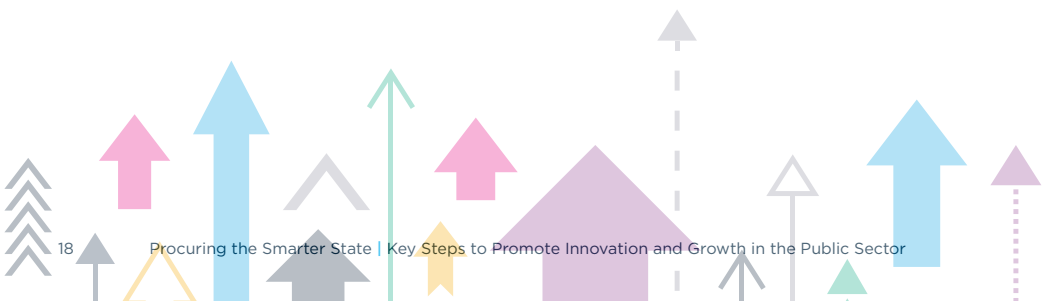 18 Procuring the Smarter State | Key Steps to Promote Innovation and Growth in the Public Sector